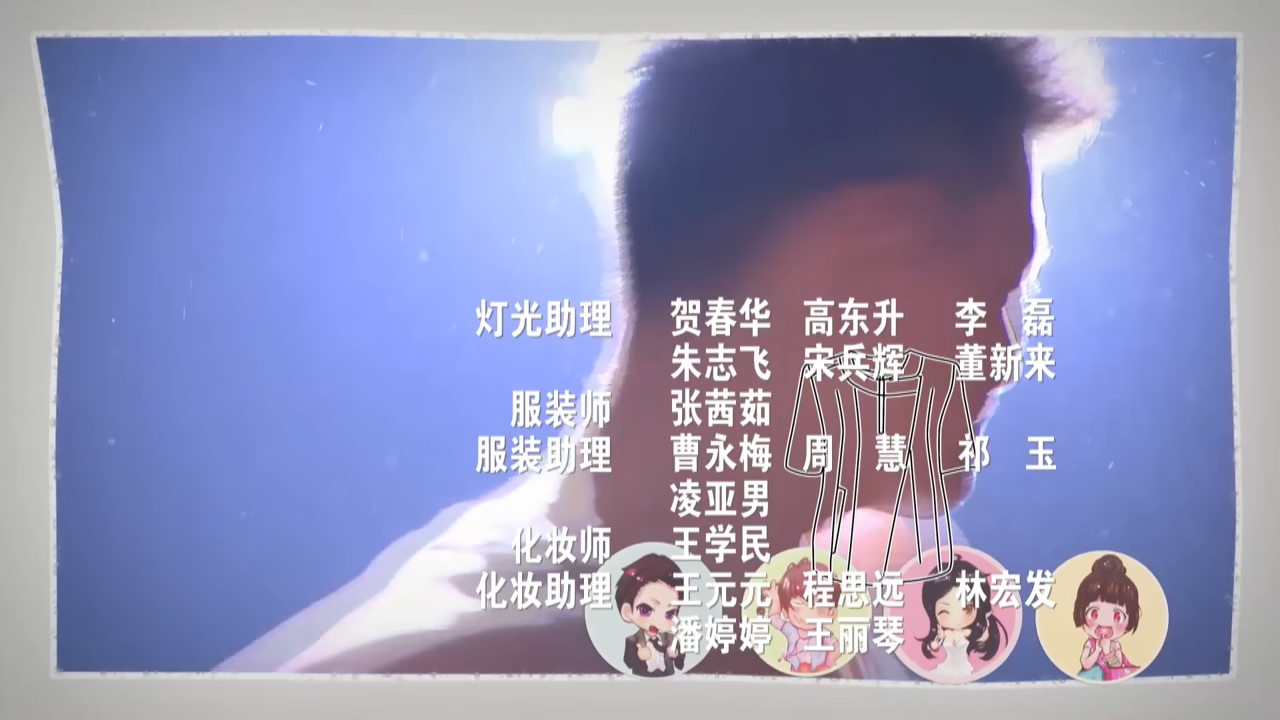 灯光助理 贺春华 高东升 李 磊
朱志飞 宋兵辉 董新来
服装师 张茜茹
服装助理 曹永梅 周 慧 祁 玉
凌亚男
化妆师 王学民
化妆助理 王元元 程思远 林宏发
潘婷婷 王丽琴